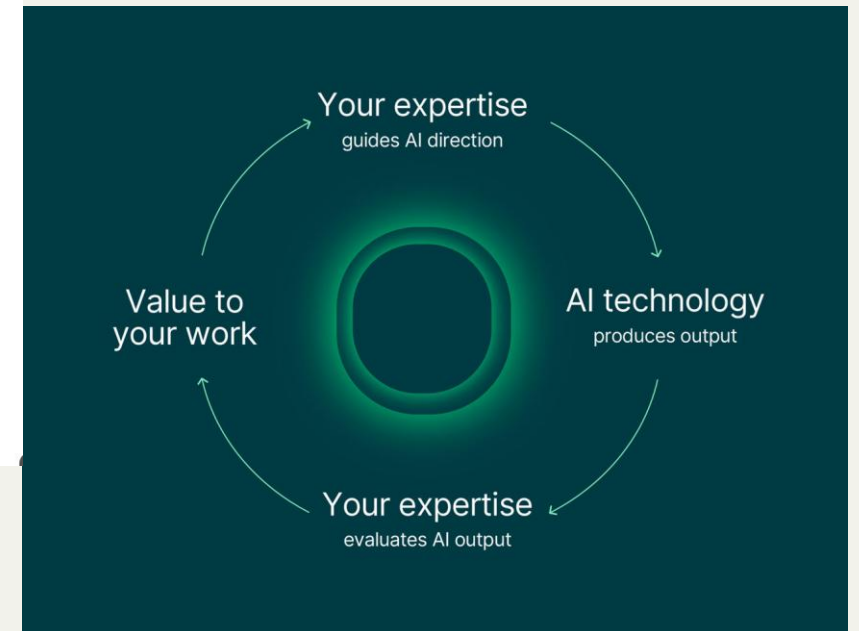 Your expertise
guides AI direction
AI technology
produces output
Your expertise
evaluates AI output
Value to
your work